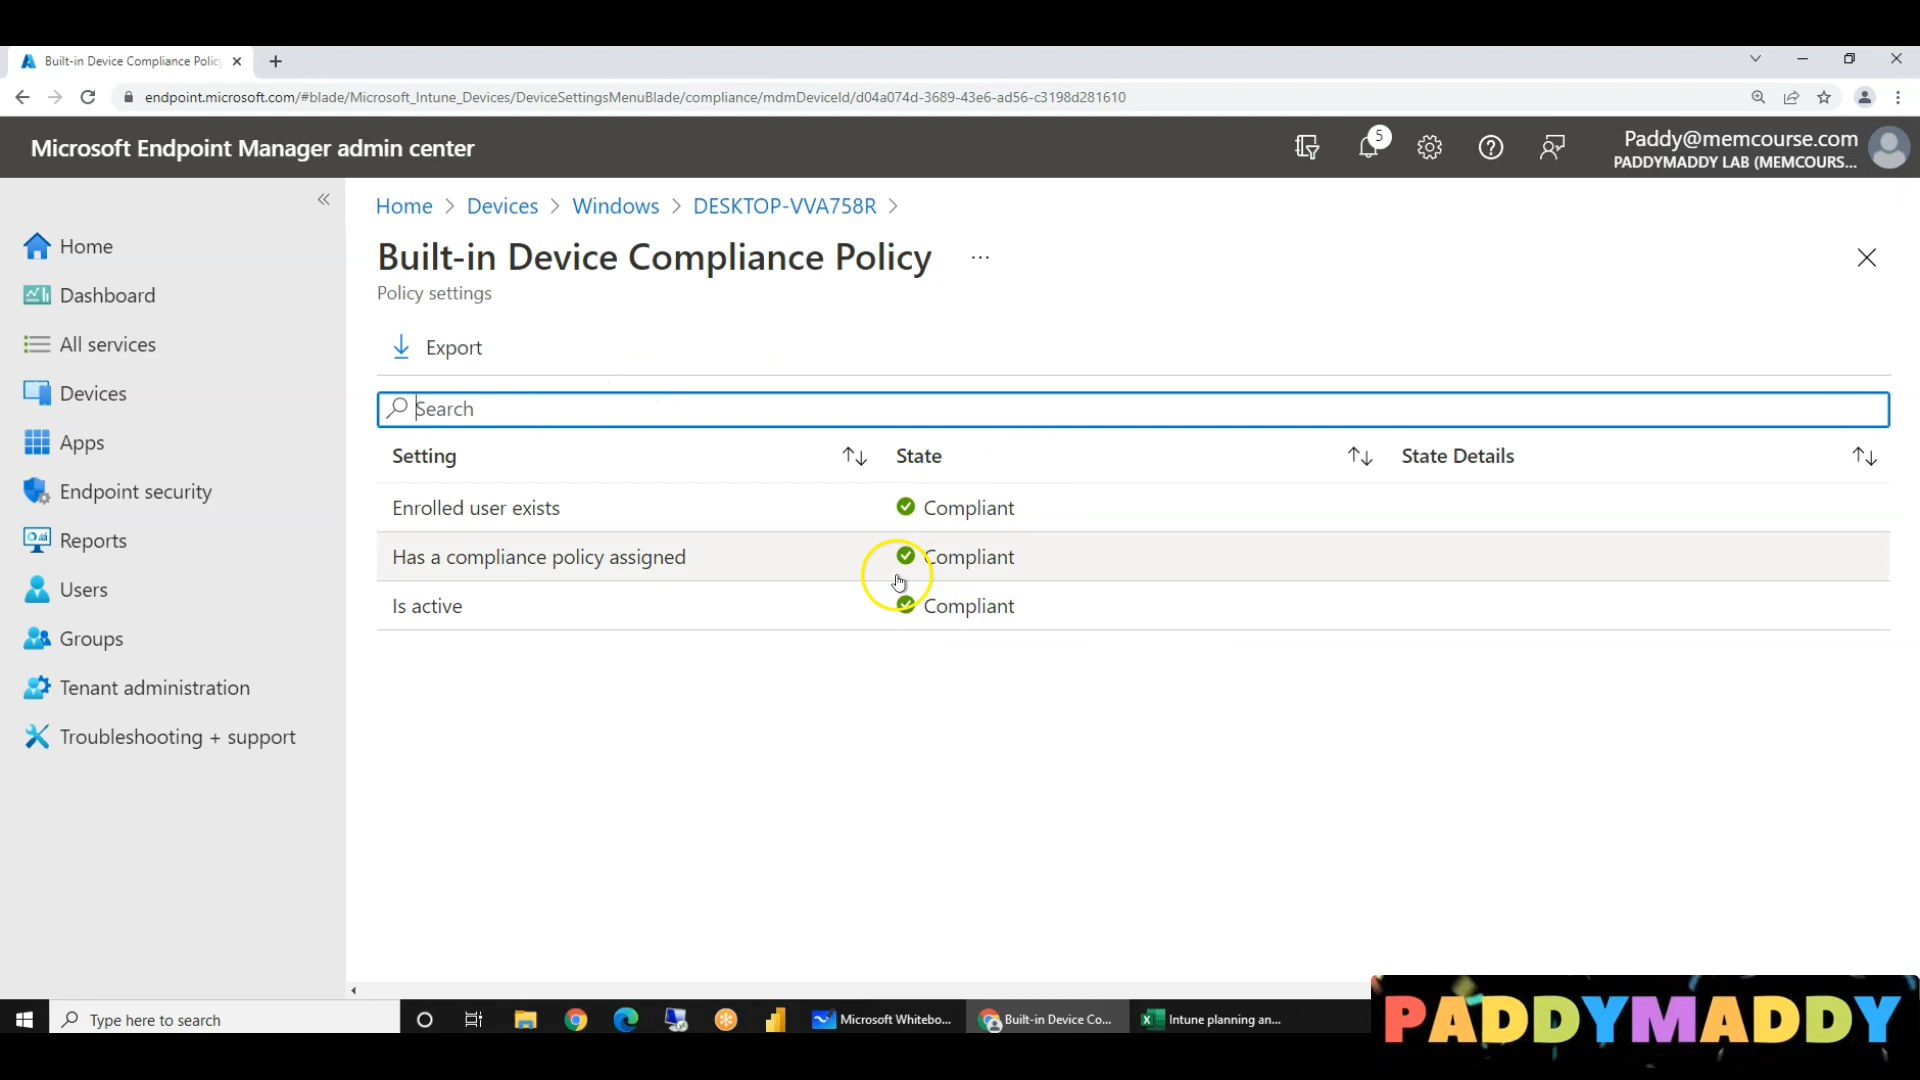 Built-in Device Compliance Polic
endpoint.microsoft.com/#blade/Microsoft_Intune_Devices/DeviceSettingsMenuBlade/compliance/mdmDeviceId/d04a074d-3689-43e6-ad56-c3198d281610
Microsoft Endpoint Manager admin center
5
Paddy@memcourse.com
PADDYMADDY LAB (MEMCOURS...
Home
Dashboard
All services
Devices
Apps
Endpoint security
Reports
Users
Groups
Tenant administration
Troubleshooting + support
Home > Devices > Windows > DESKTOP-VVA758R >
Built-in Device Compliance Policy ...
Policy settings
Export
Search
Setting State State Details
Enrolled user exists Compliant
Has a compliance policy assigned Compliant
Is active Compliant
Type here to search
Microsoft Whitebo...
Built-in Device Co...
Intune planning an...
PADDYMADDY